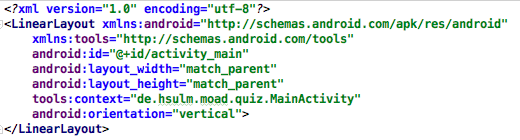 <?xml version="1.0" encoding="utf-8"?>
<LinearLayout xmlns:android="http://schemas.android.com/apk/res/android"
    xmlns:tools="http://schemas.android.com/tools"
    android:id="@+id/activity_main"
    android:layout_width="match_parent"
    android:layout_height="match_parent"
    tools:context="de.hsulm.moad.quiz.MainActivity"
    android:orientation="vertical">
</LinearLayout>